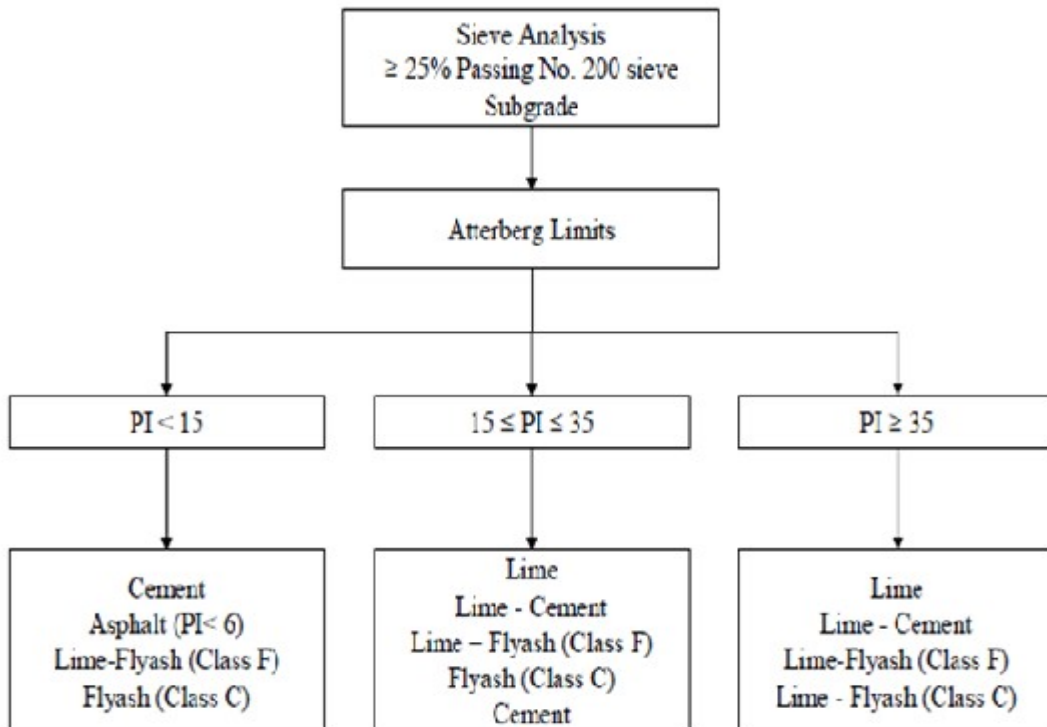 Sieve Analysis
≥ 25% Passing No. 200 sieve
Subgrade
Atterberg Limits
PI < 15
15 ≤ PI ≤ 35
PI ≥ 35
Cement
Asphalt (PI< 6)
Lime-Flyash (Class F)
Flyash (Class C)
Lime
Lime - Cement
Lime – Flyash (Class F)
Flyash (Class C)
Cement
Lime
Lime - Cement
Lime-Flyash (Class F)
Lime - Flyash (Class C)